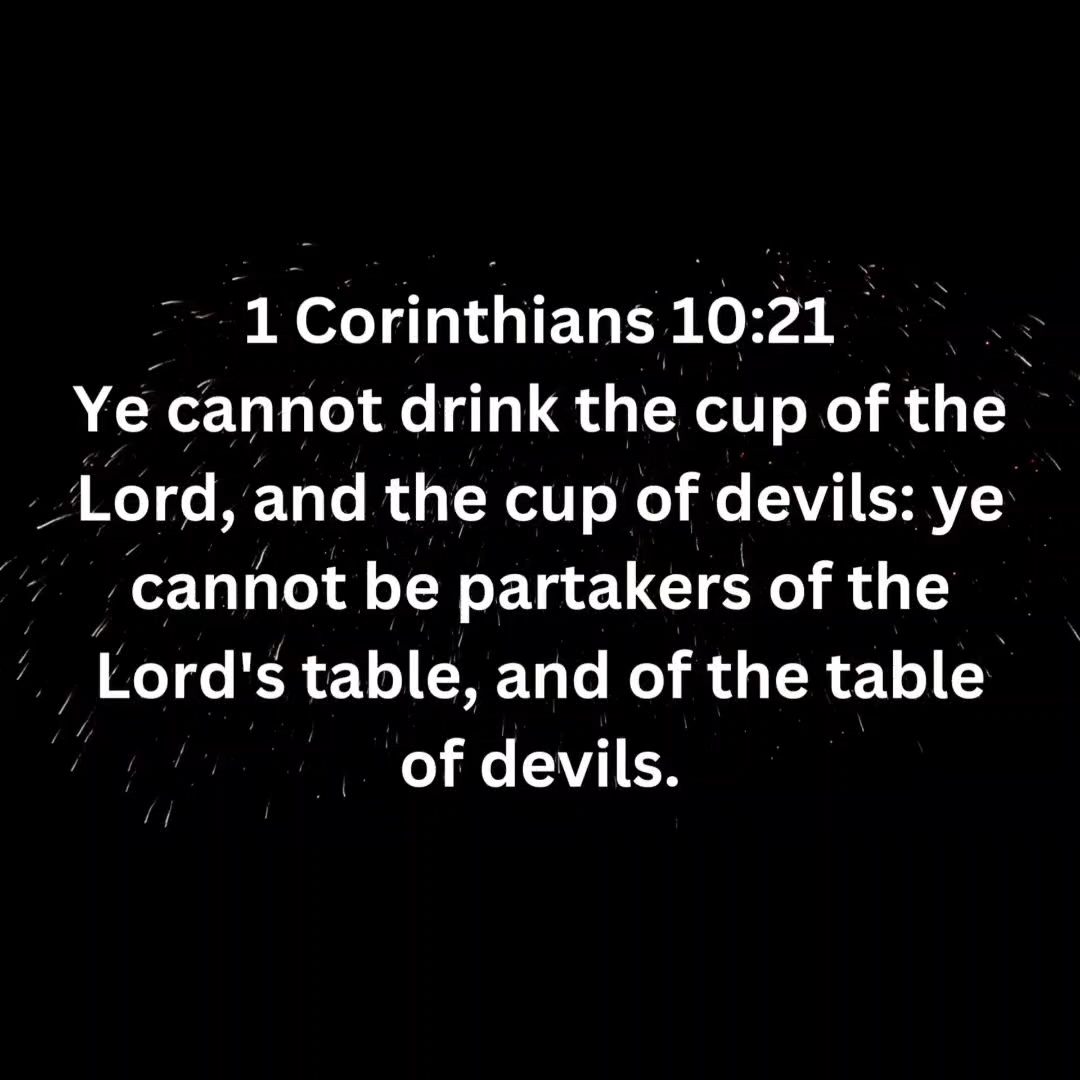 1 Corinthians 10:21
Ye cannot drink the cup of the
Lord, and the cup of devils: ye
cannot be partakers of the
Lord's table, and of the table
of devils.